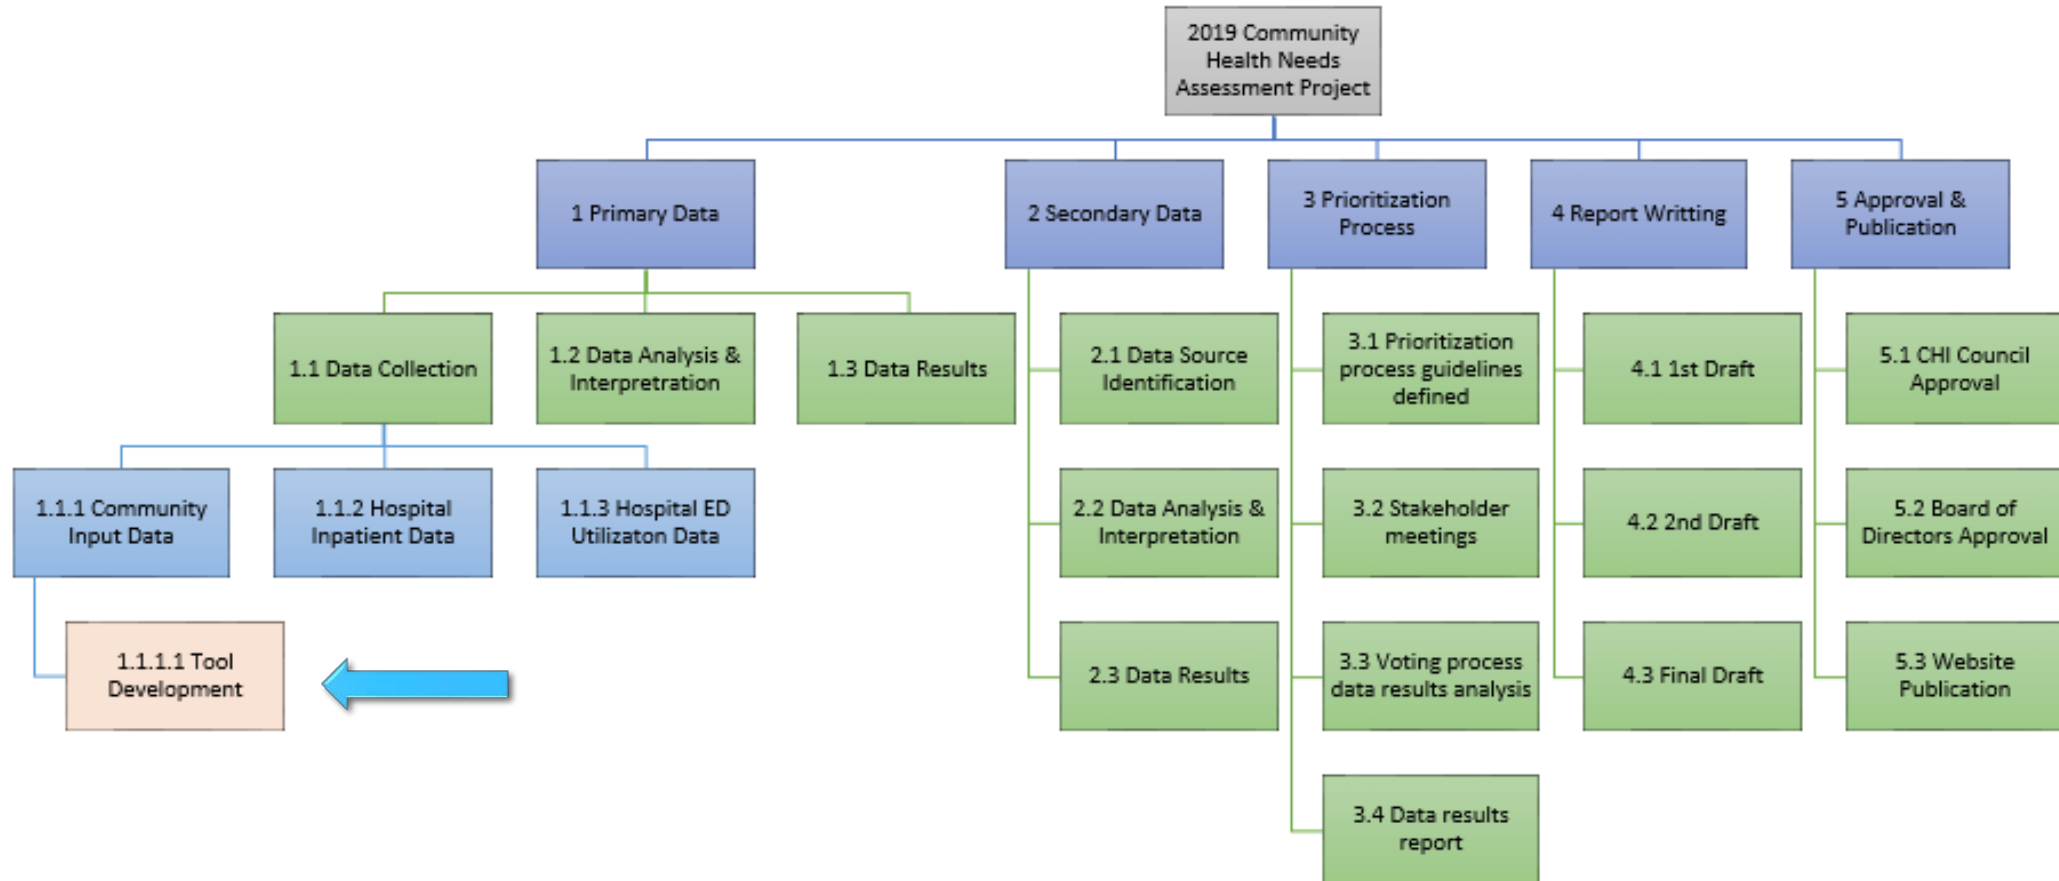 2019 Community
Health Needs
Assessment Project
1 Primary Data
2 Secondary Data
3 Prioritization
Process
4 Report Writting
5 Approval &
Publication
1.1 Data Collection
1.2 Data Analysis &
Interpretration
1.3 Data Results
2.1 Data Source
Identification
3.1 Prioritization
process guidelines
defined
4.1 1st Draft
5.1 CHI Council
Approval
1.1.1 Community
Input Data
1.1.2 Hospital
Inpatient Data
1.1.3 Hospital ED
Utilizaton Data
2.2 Data Analysis &
Interpretation
3.2 Stakeholder
meetings
4.2 2nd Draft
5.2 Board of
Directors Approval
1.1.1.1 Tool
Development
2.3 Data Results
3.3 Voting process
data results analysis
4.3 Final Draft
5.3 Website
Publication
3.4 Data results
report